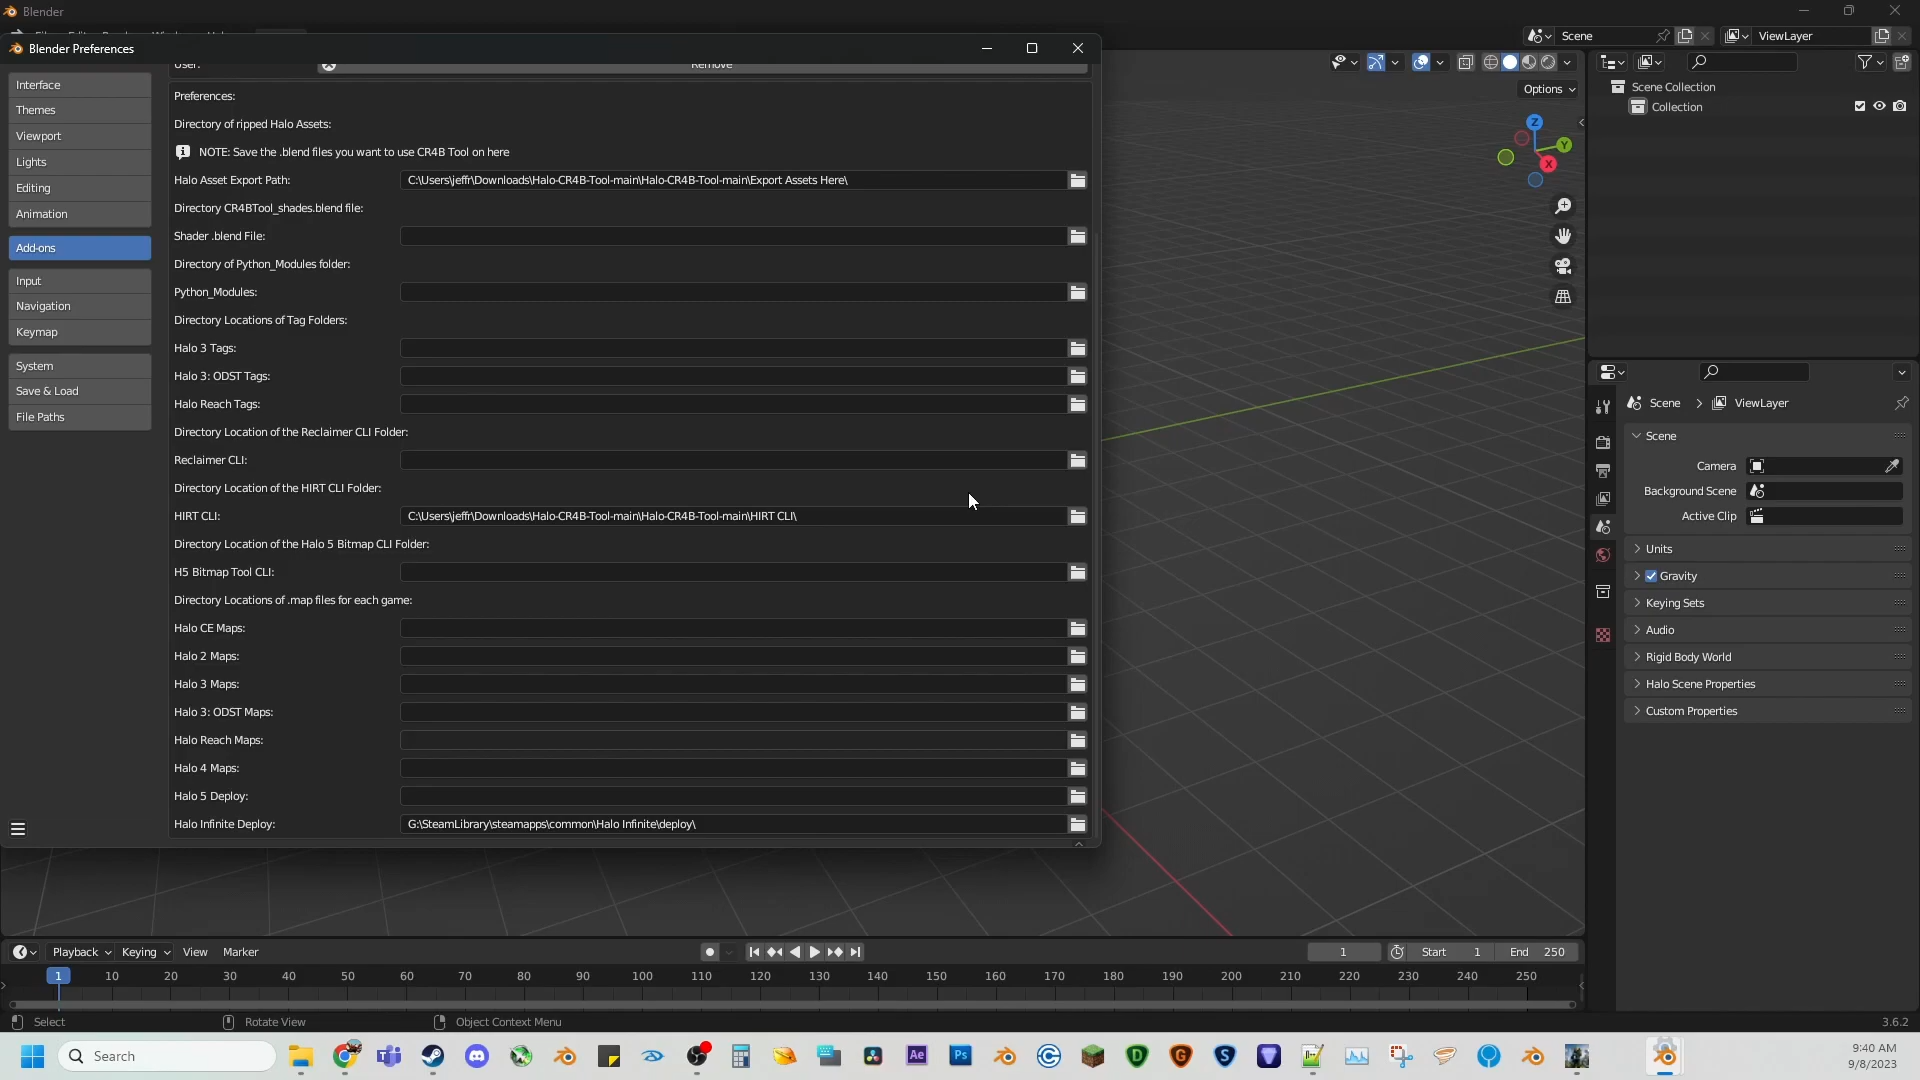 Blender
Scene
ViewLayer
Blender Preferences
User:
Remove
Options
Interface
Themes
Viewport
Lights
Editing
Animation
Add-ons
Input
Navigation
Keymap
System
Save & Load
File Paths
Preferences:
Directory of ripped Halo Assets:
NOTE: Save the .blend files you want to use CR4B Tool on here
Halo Asset Export Path: C:\Users\jeffr\Downloads\Halo-CR4B-Tool-main\Halo-CR4B-Tool-main\Export Assets Here\
Directory CR4BTool_shades.blend file:
Shader .blend File:
Directory of Python_Modules folder:
Python_Modules:
Directory Locations of Tag Folders:
Halo 3 Tags:
Halo 3: ODST Tags:
Halo Reach Tags:
Directory Location of the Reclaimer CLI Folder:
Reclaimer CLI:
Directory Location of the HIRT CLI Folder:
HIRT CLI: C:\Users\jeffr\Downloads\Halo-CR4B-Tool-main\Halo-CR4B-Tool-main\HIRT CLI\
Directory Location of the Halo 5 Bitmap CLI Folder:
H5 Bitmap Tool CLI:
Directory Locations of .map files for each game:
Halo CE Maps:
Halo 2 Maps:
Halo 3 Maps:
Halo 3: ODST Maps:
Halo Reach Maps:
Halo 4 Maps:
Halo 5 Deploy:
Halo Infinite Deploy: G:\SteamLibrary\steamapps\common\Halo Infinite\deploy\
Z
Y
X
Scene Collection
Collection
Scene > ViewLayer
Scene
Camera
Background Scene
Active Clip
Units
Gravity
Keying Sets
Audio
Rigid Body World
Halo Scene Properties
Custom Properties
Playback Keying View Marker
1 Start 1 End 250
1 10 20 30 40 50 60 70 80 90 100 110 120 130 140 150 160 170 180 190 200 210 220 230 240 250
Select Rotate View Object Context Menu 3.6.2
Search
Ae
Ps
D
G
S
9:40 AM
9/8/2023